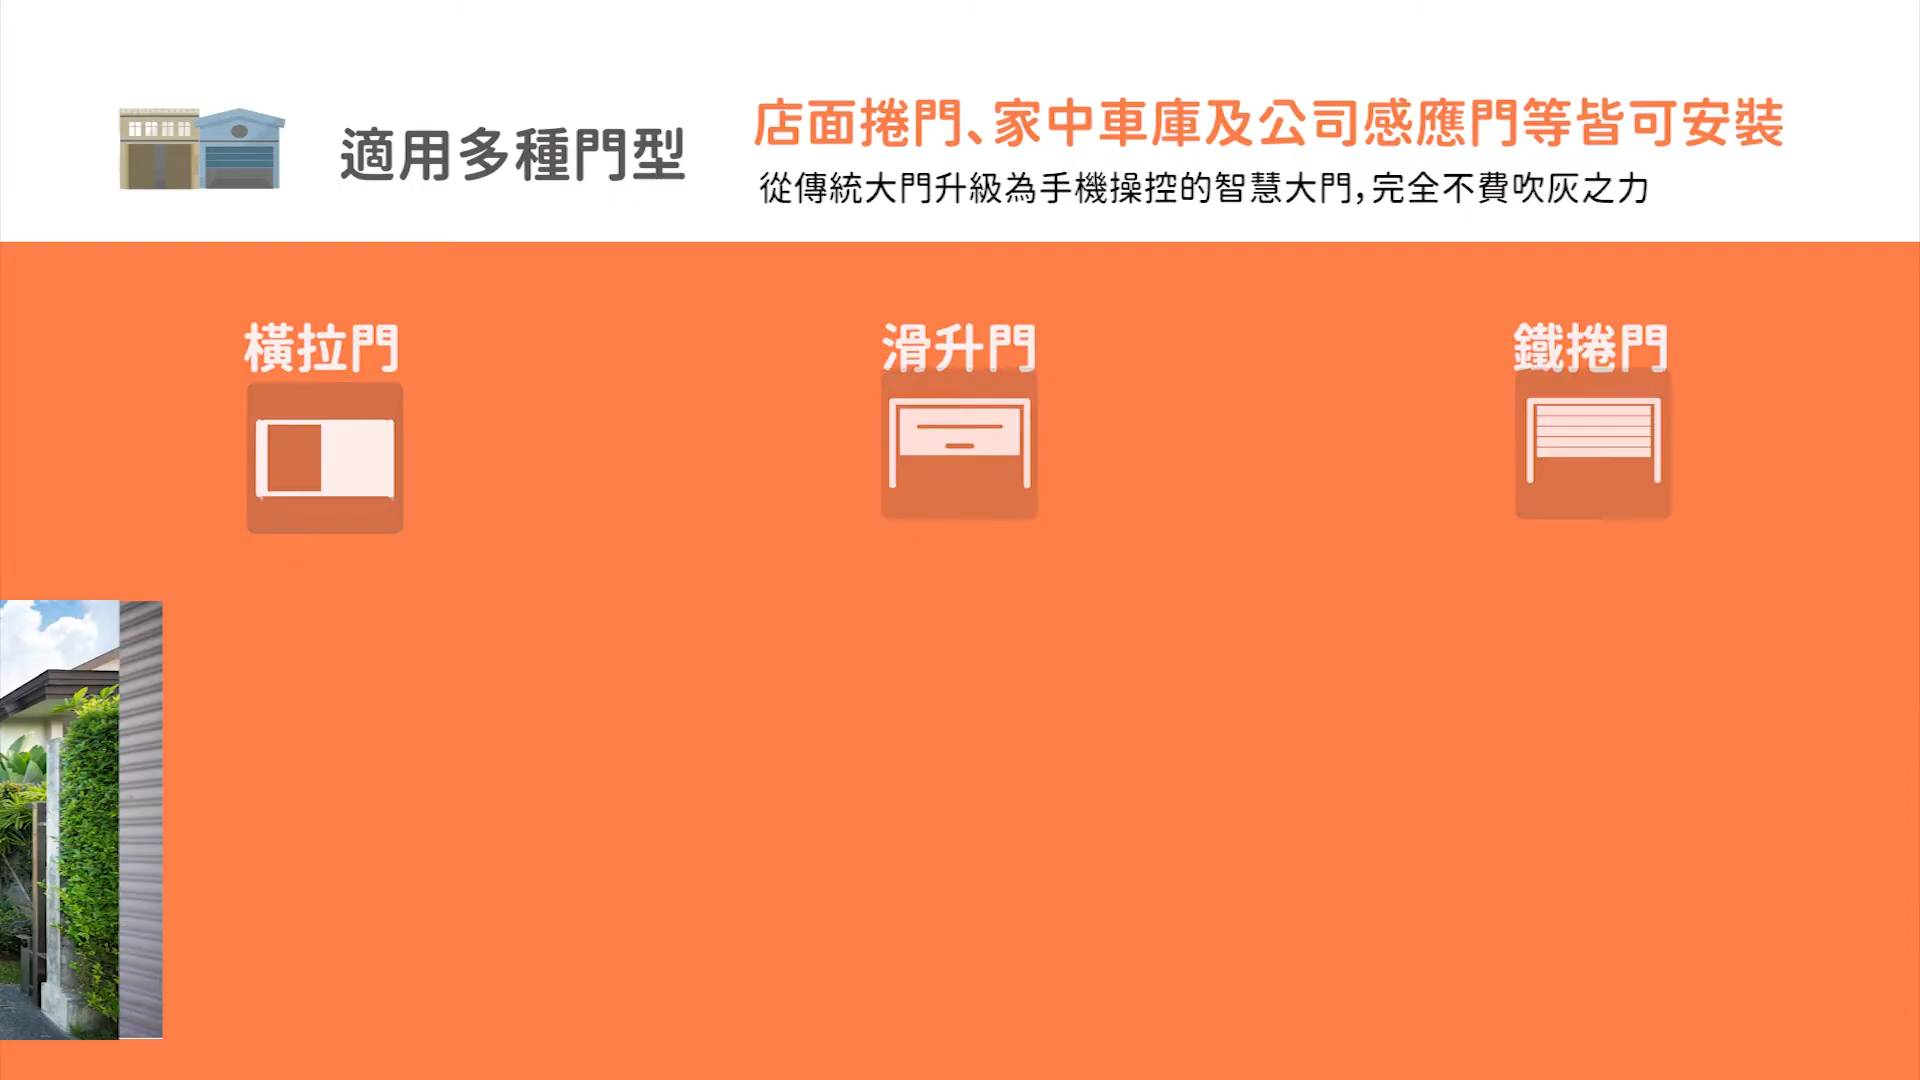 適用多種門型
店面捲門、家中車庫及公司感應門等皆可安裝
從傳統大門升級為手機操控的智慧大門,完全不費吹灰之力
橫拉門
滑升門
鐵捲門